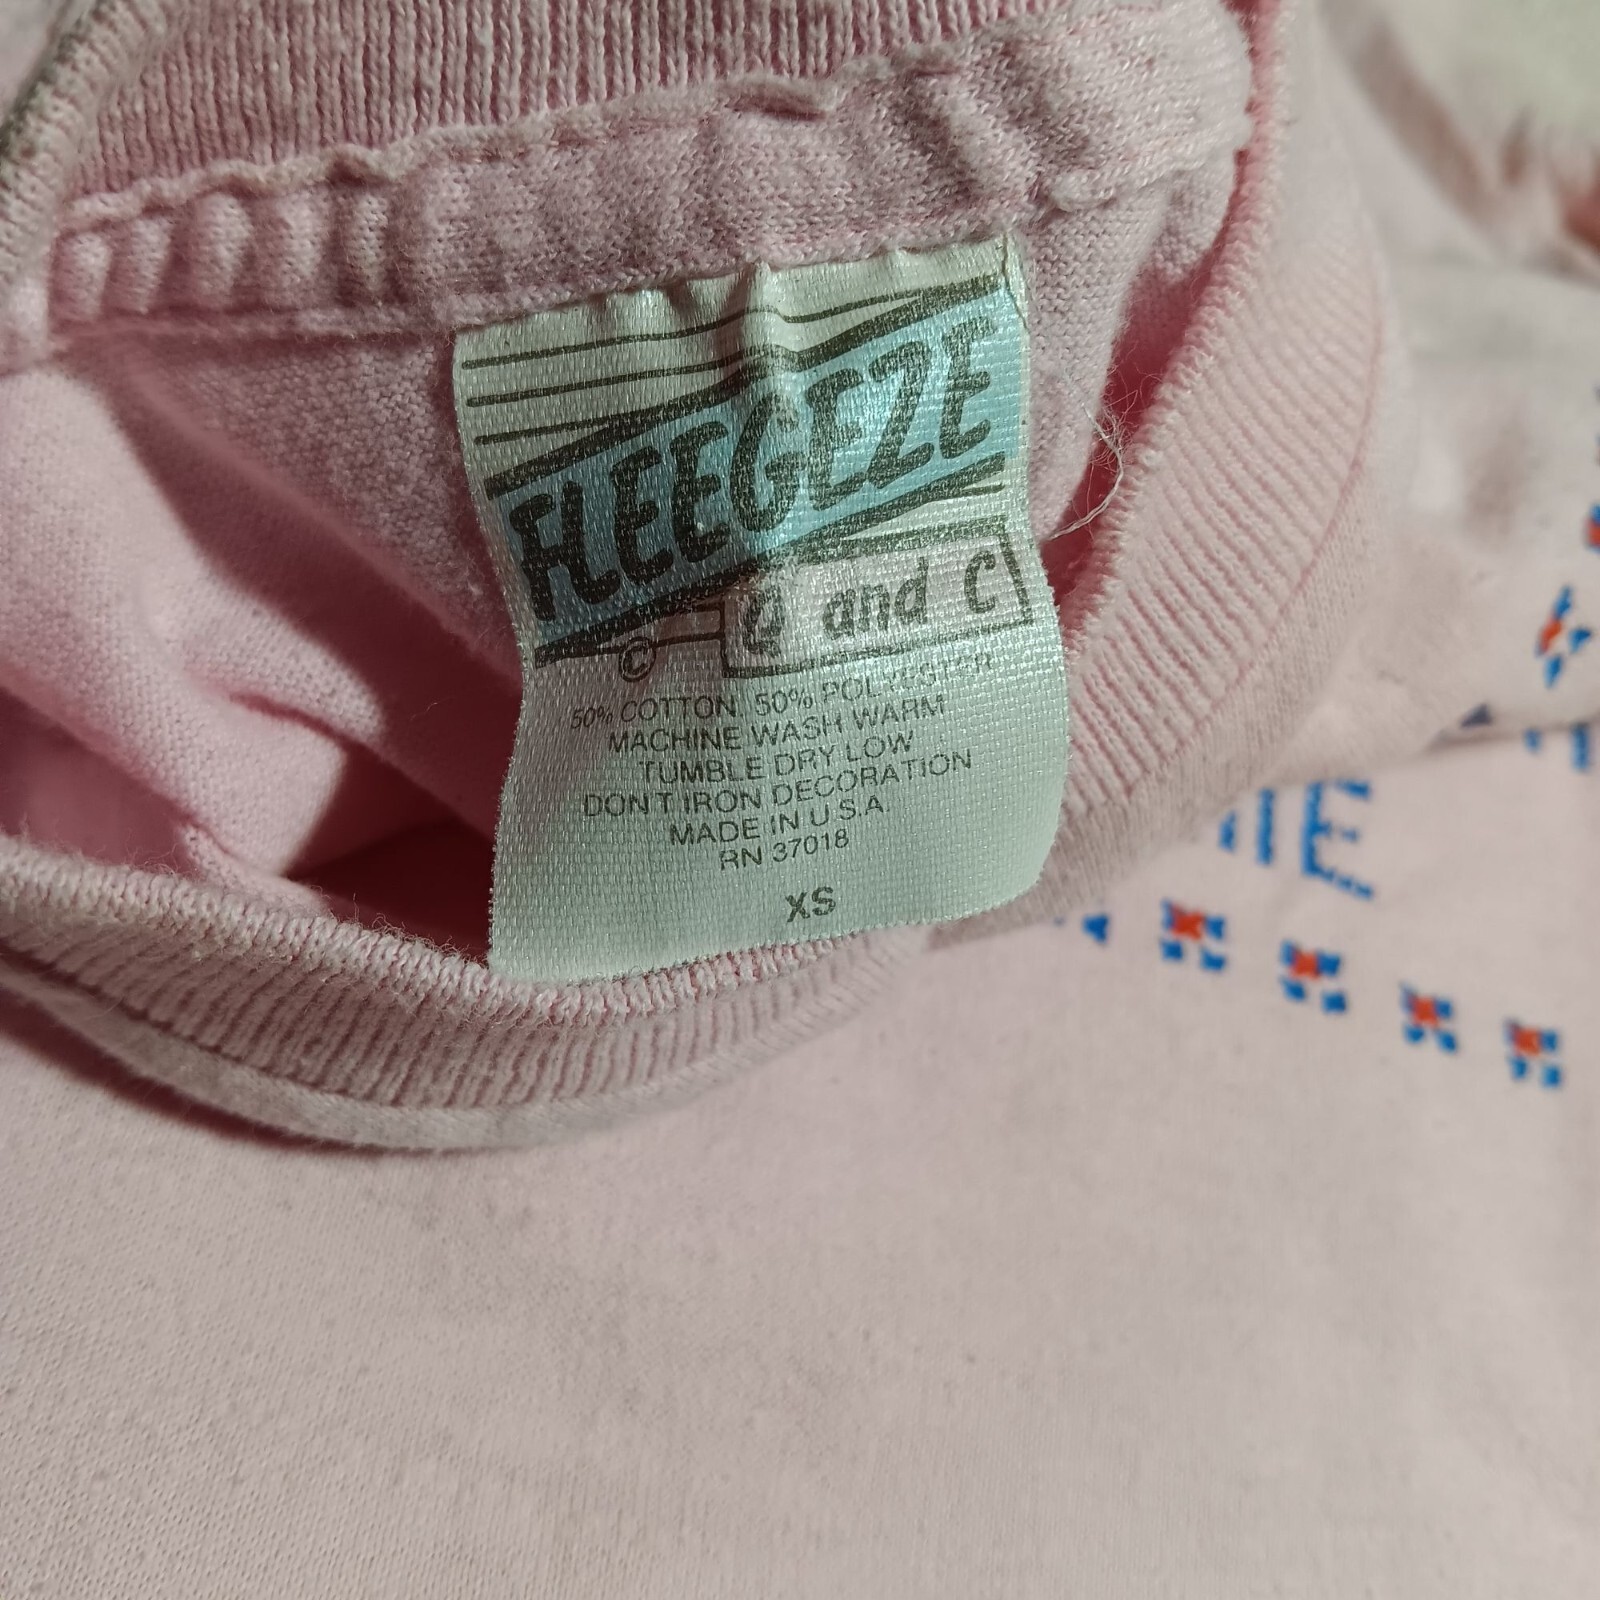 FLEEGEZE
© G and C
50% COTTON, 50% POLYESTER
MACHINE WASH WARM
TUMBLE DRY LOW
DON'T IRON DECORATION
MADE IN U.S.A.
RN 37018
XS